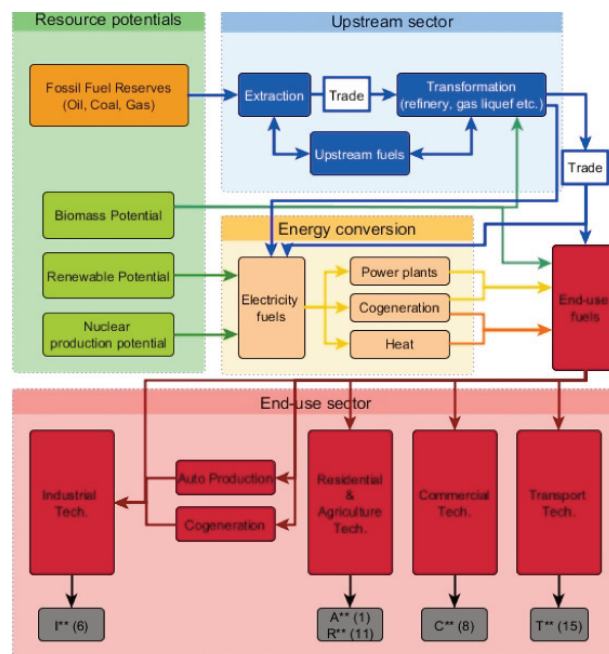 Resource potentials
Upstream sector
Fossil Fuel Reserves
(Oil, Coal, Gas)
Extraction
Trade
Transformation
(refinery, gas liquef etc.)
Upstream fuels
Trade
Biomass Potential
Energy conversion
Renewable Potential
Electricity
fuels
Power plants
Cogeneration
Heat
End-use
fuels
Nuclear
production potential
End-use sector
Industrial
Tech.
Auto Production
Cogeneration
Residential
&
Agriculture
Tech.
Commercial
Tech.
Transport
Tech.
I** (6)
A** (1)
R** (11)
C** (8)
T** (15)